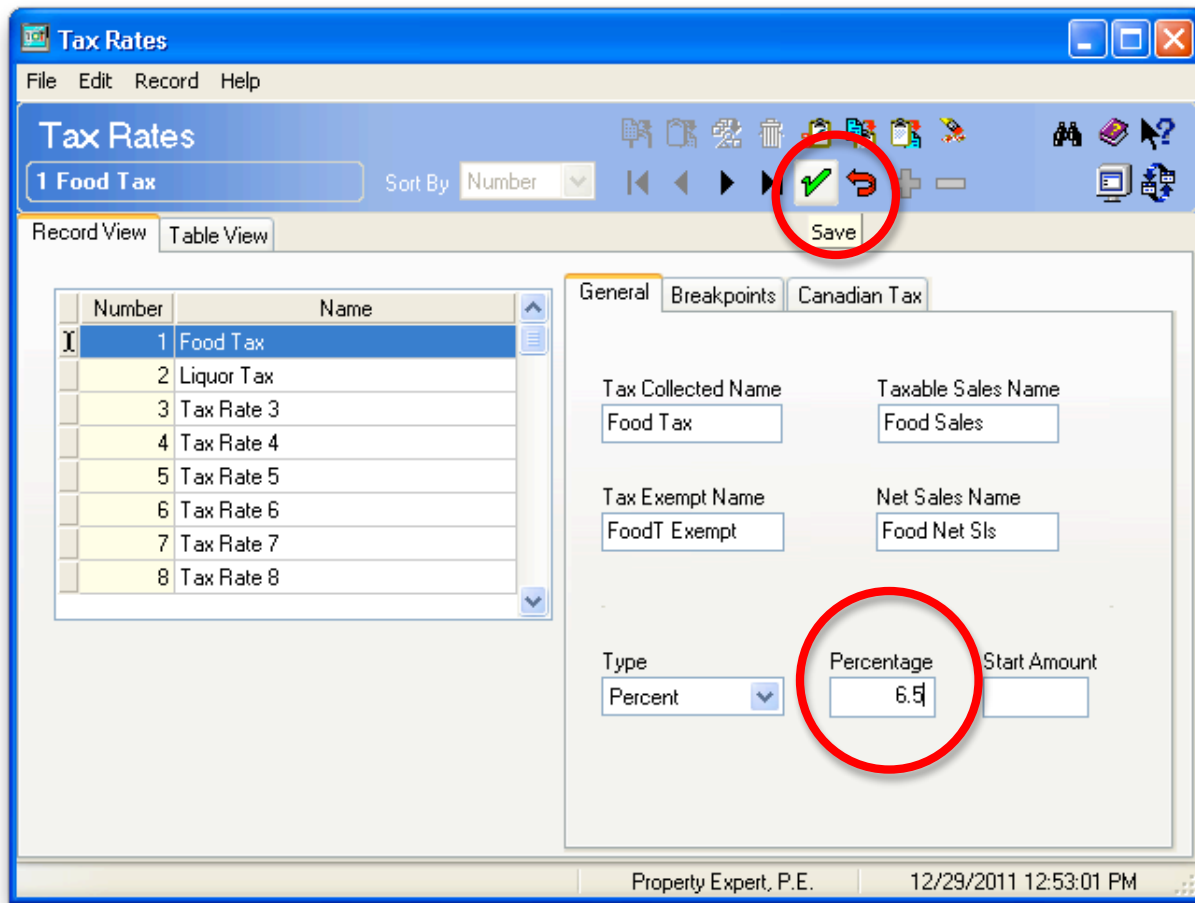 Tax Rates
File Edit Record Help
Tax Rates
1 Food Tax
Sort By Number
Save
Record View Table View
Number Name
1 Food Tax
2 Liquor Tax
3 Tax Rate 3
4 Tax Rate 4
5 Tax Rate 5
6 Tax Rate 6
7 Tax Rate 7
8 Tax Rate 8
General Breakpoints Canadian Tax
Tax Collected Name Taxable Sales Name
Food Tax Food Sales
Tax Exempt Name Net Sales Name
FoodT Exempt Food Net Sls
Type Percentage Start Amount
Percent 6.5
Property Expert, P.E. 12/29/2011 12:53:01 PM